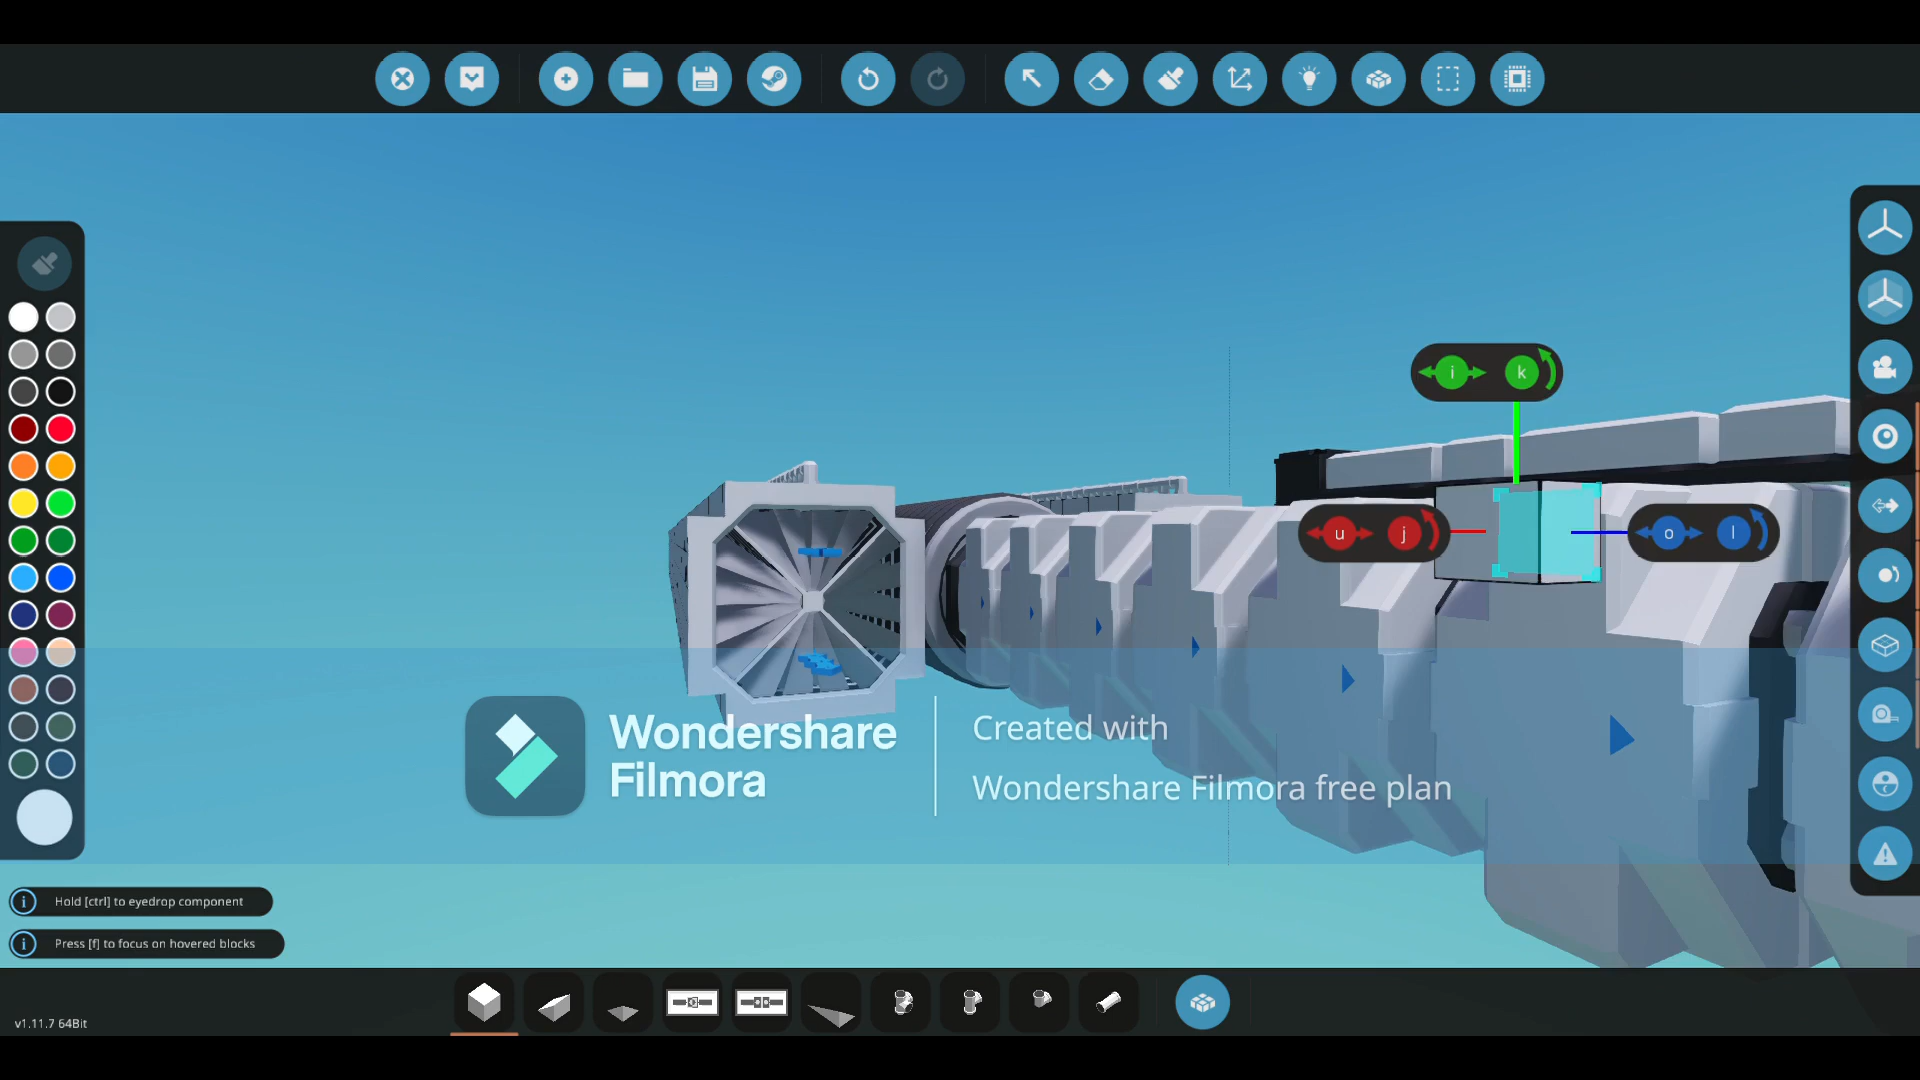 i k
u j
o l
Wondershare
Filmora
Created with
Wondershare Filmora free plan
Hold [ctrl] to eyedrop component
Press [f] to focus on hovered blocks
v1.11.7 64Bit